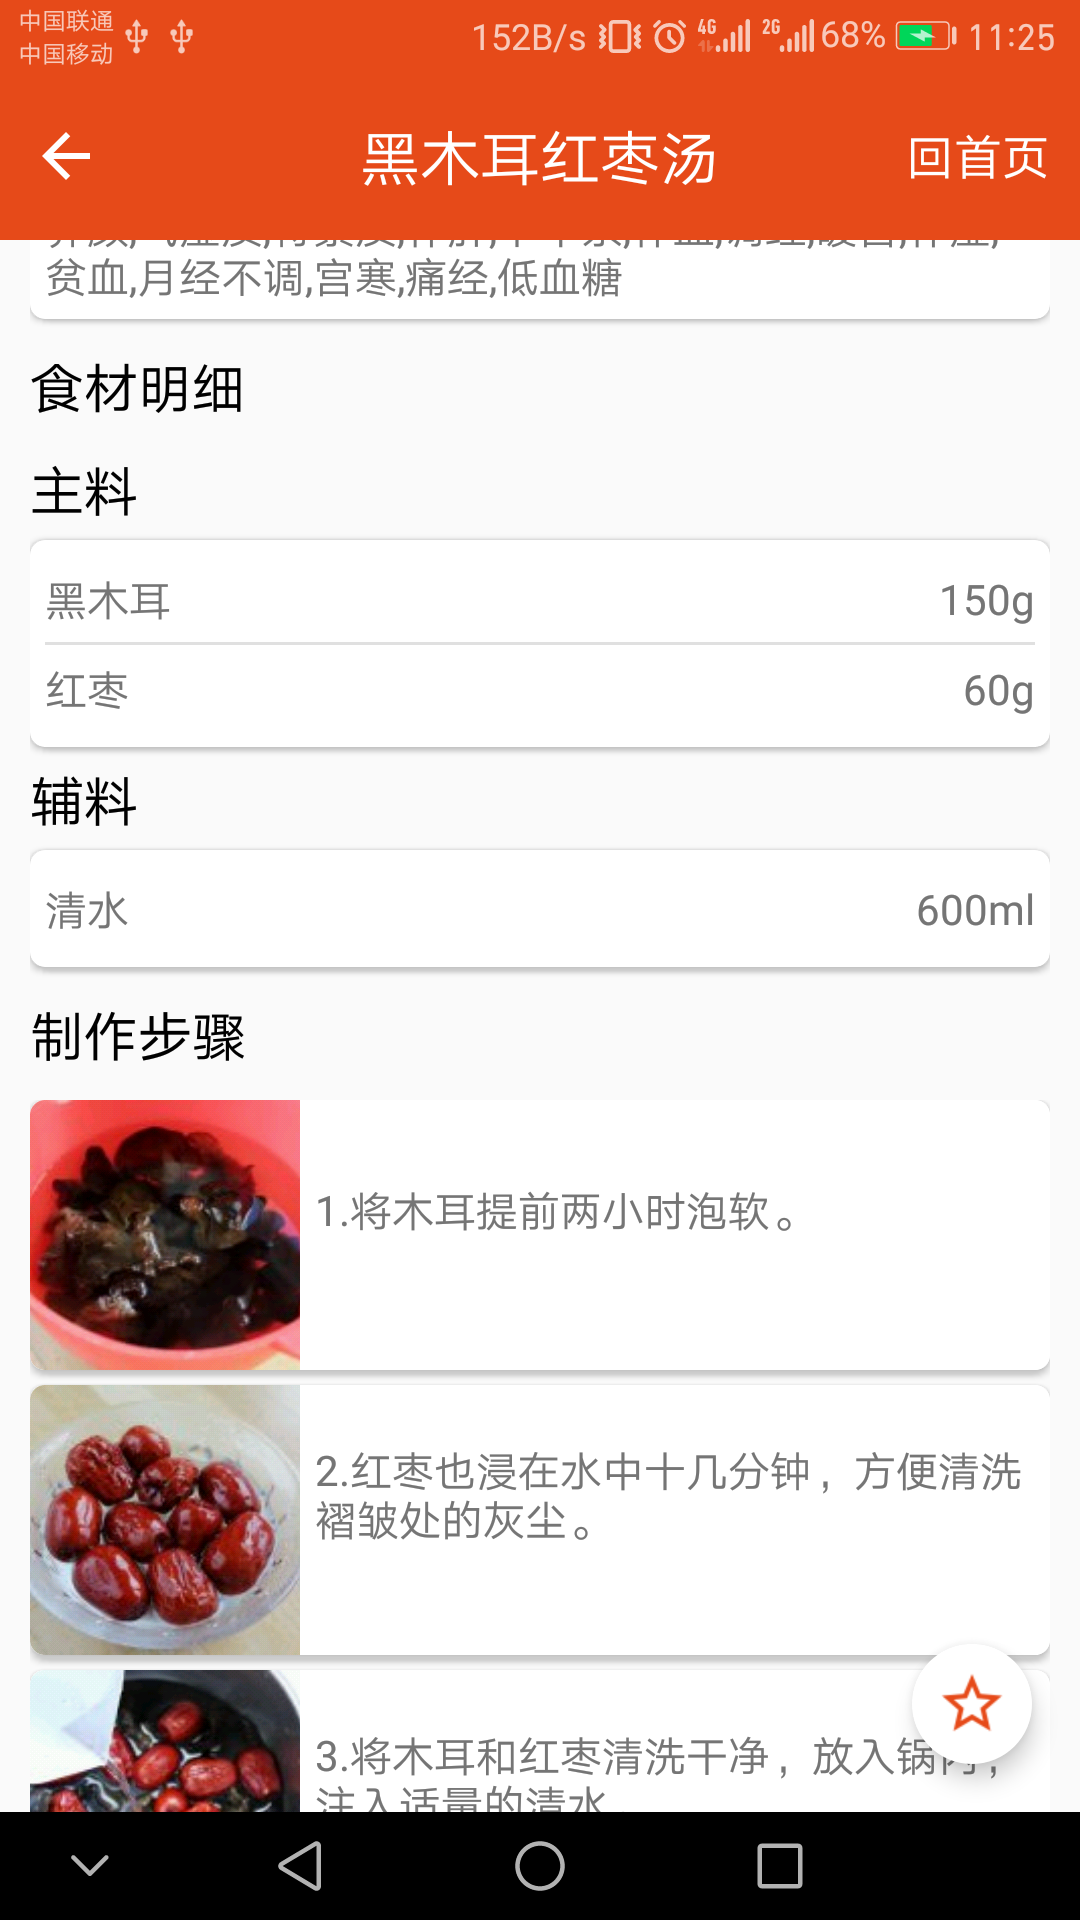 中国联通
中国移动
152B/s 4G 2G 68% 11:25
黑木耳红枣汤
回首页
贫血,月经不调,宫寒,痛经,低血糖
食材明细
主料
黑木耳 150g
红枣 60g
辅料
清水 600ml
制作步骤
1.将木耳提前两小时泡软。
2.红枣也浸在水中十几分钟，方便清洗
褶皱处的灰尘。
3.将木耳和红枣清洗干净，放入锅内，
注入适量的清水